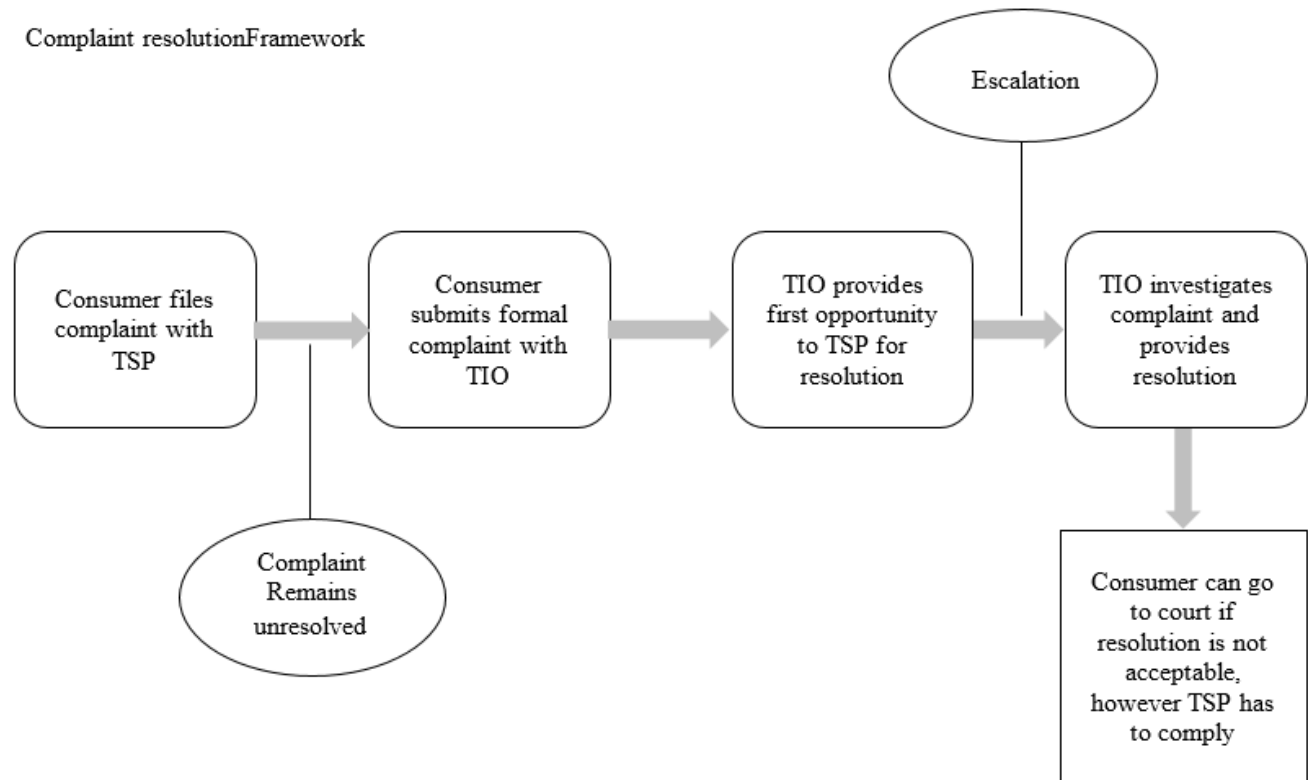 Complaint resolutionFramework
Escalation
Consumer files
complaint with
TSP
Consumer
submits formal
complaint with
TIO
TIO provides
first opportunity
to TSP for
resolution
TIO investigates
complaint and
provides
resolution
Complaint
Remains
unresolved
Consumer can go
to court if
resolution is not
acceptable,
however TSP has
to comply